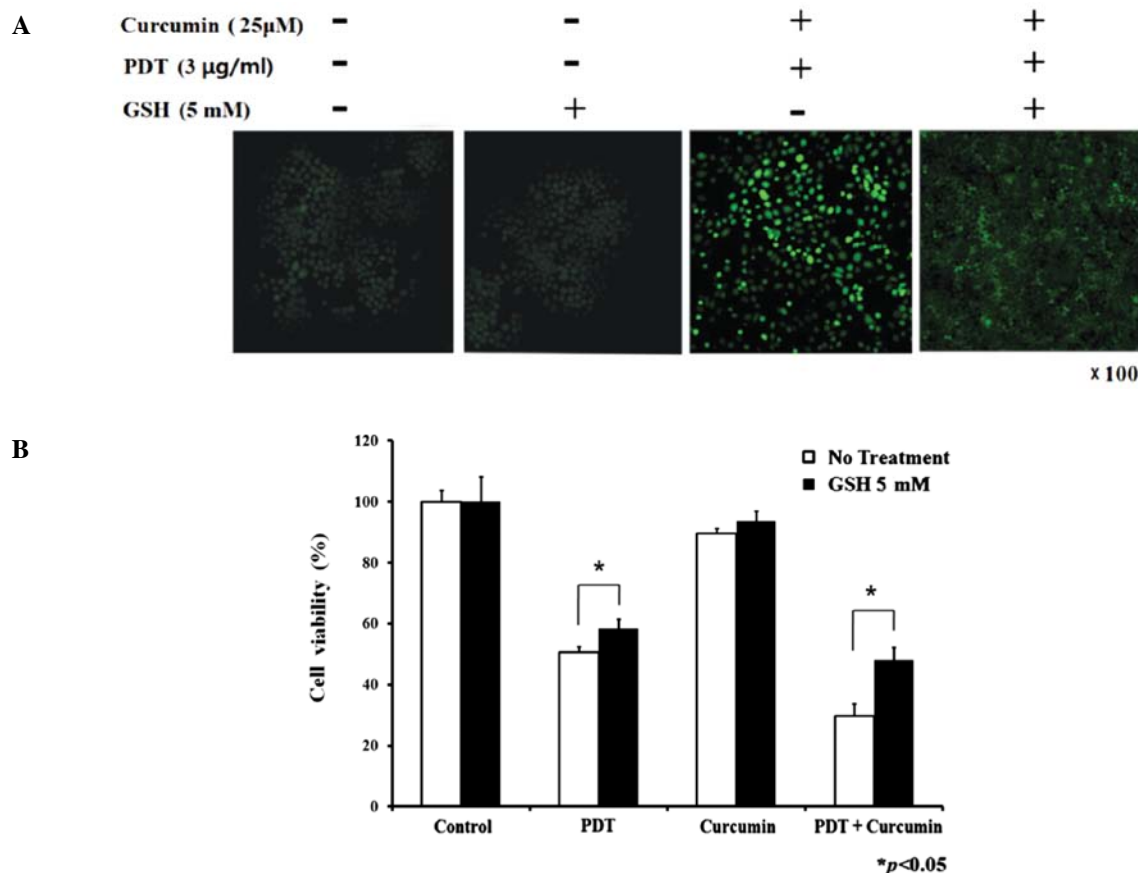 A
Curcumin (25μM) - - + +
PDT (3 μg/ml) - - + +
GSH (5 mM) - + - +
x 100
B
120
100
80
60
40
20
0
Cell viability (%)
No Treatment
GSH 5 mM
*
*
Control PDT Curcumin PDT + Curcumin
*p<0.05